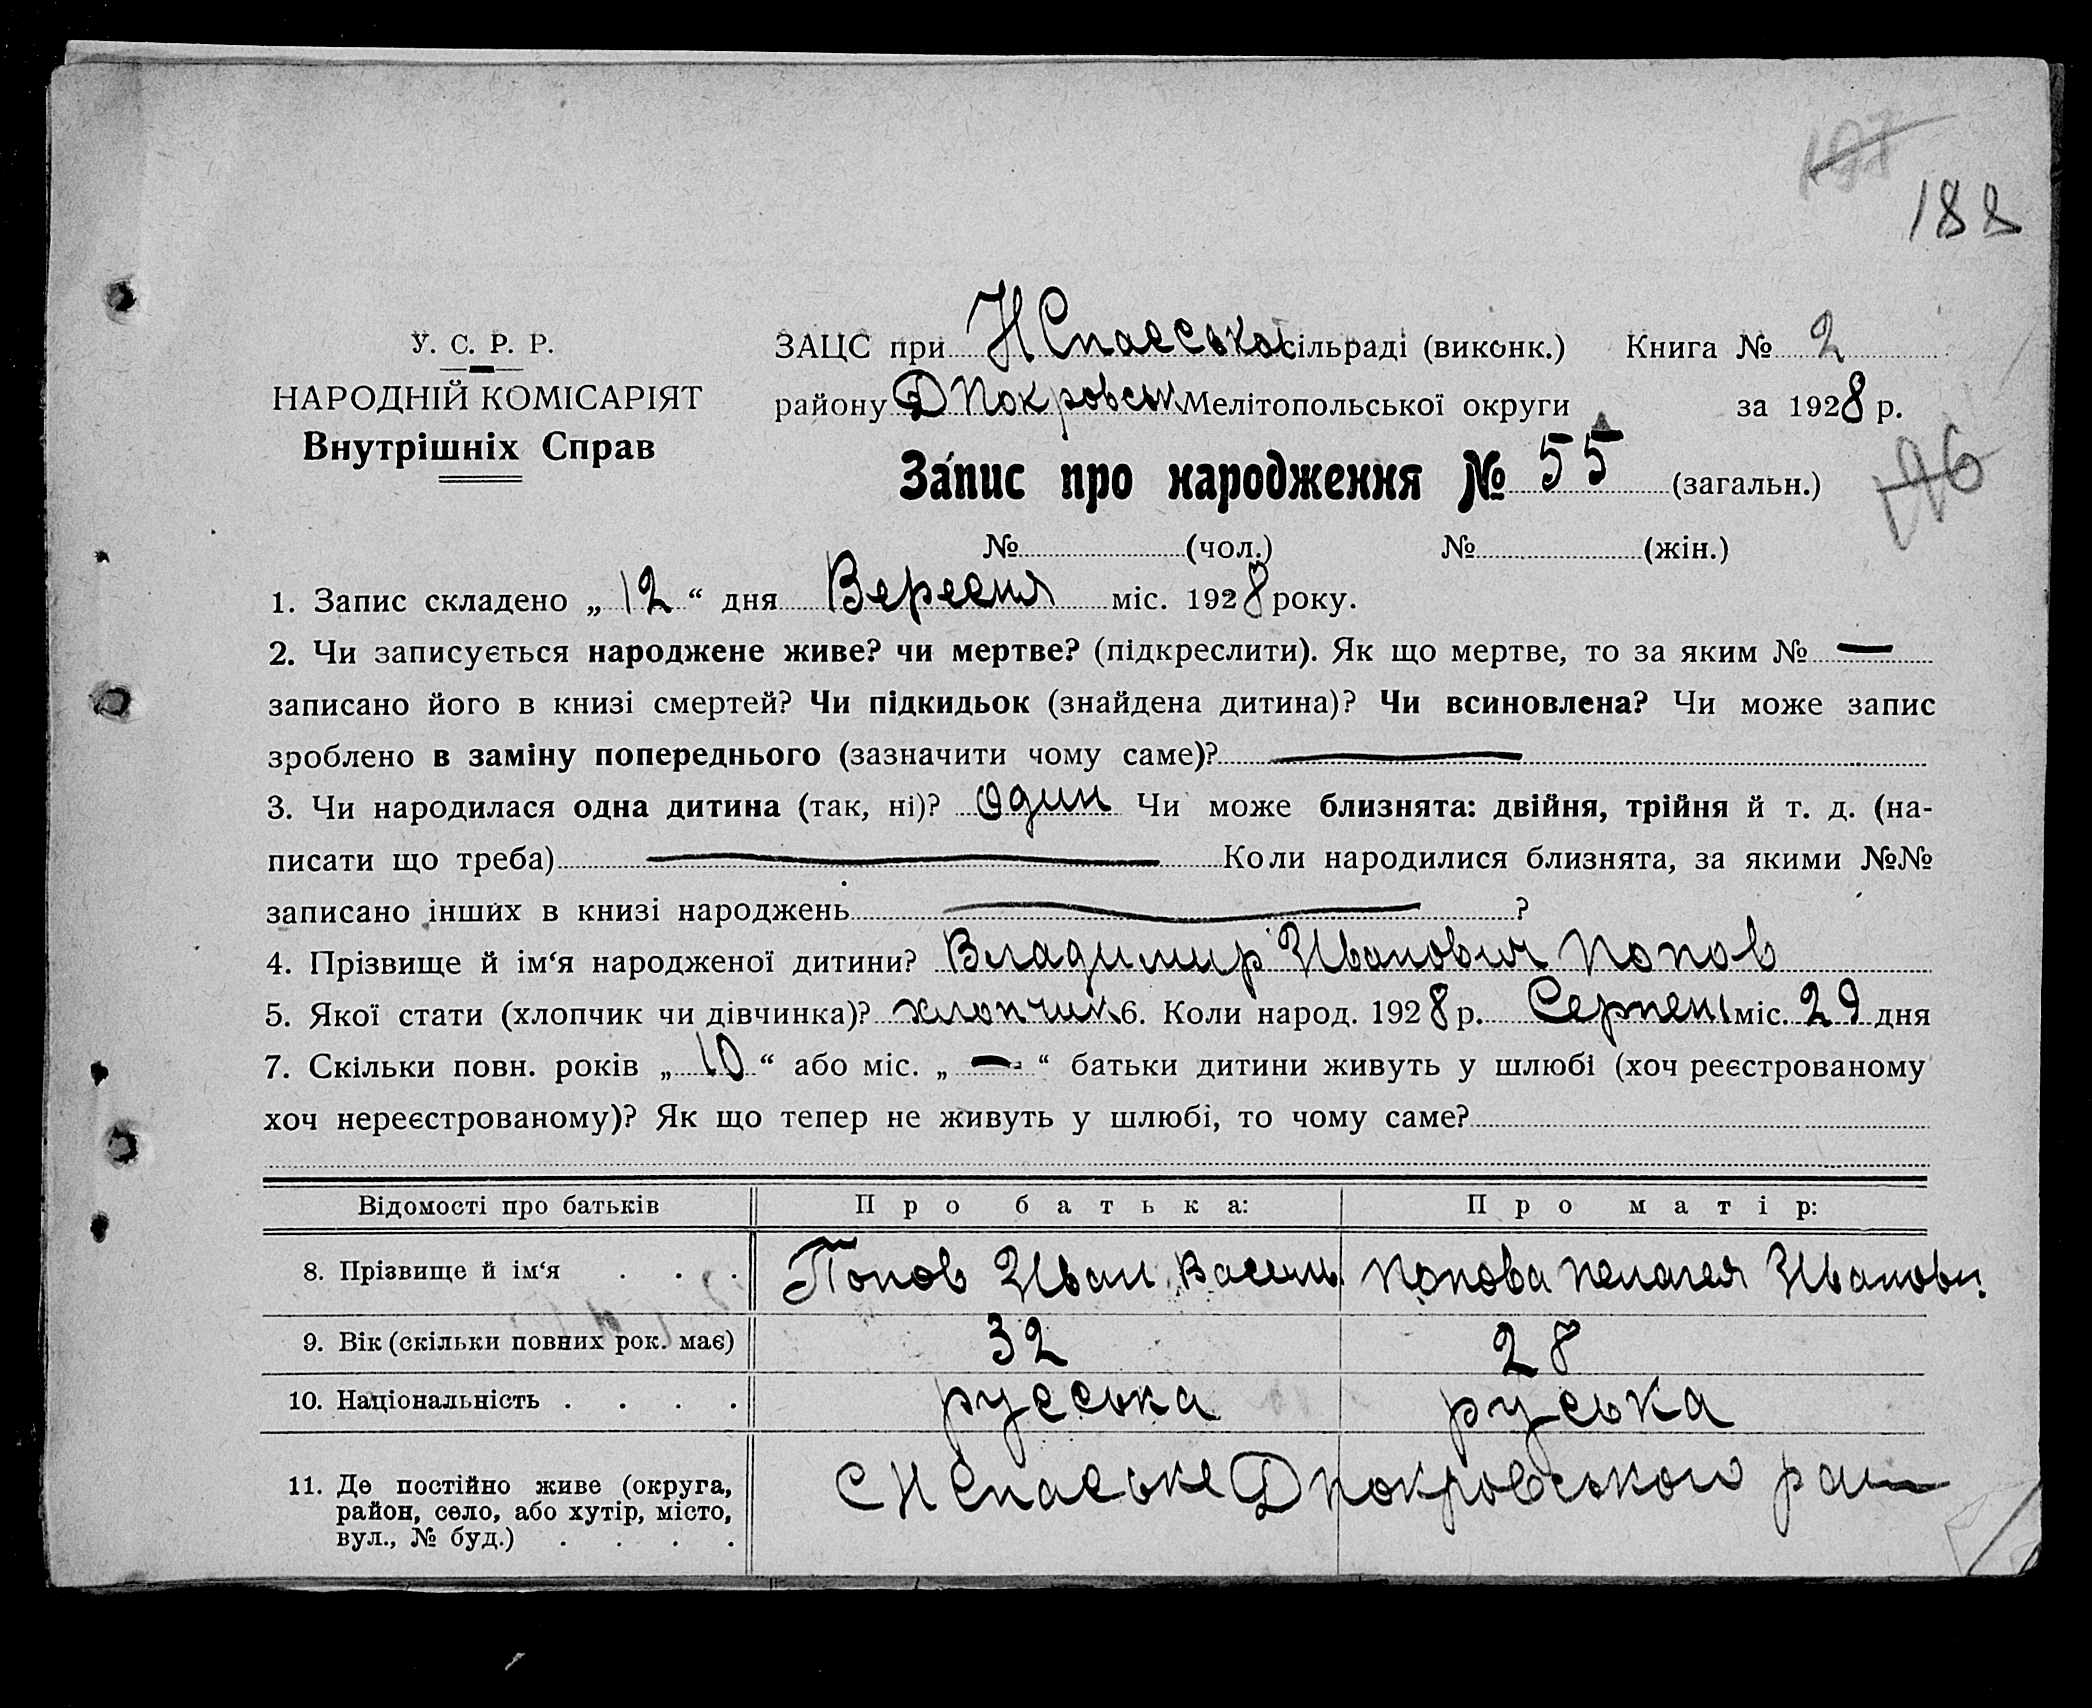 197
188
У. С. Р. Р.
НАРОДНІЙ КОМІСАРІЯТ
Внутрішніх Справ
ЗАЦС при Н Спаській сільраді (виконк.) Книга № 2
району Д Покровськ Мелітопольської округи за 1928 р.
Запис про народження № 55 (загальн.)
196
№ (чол.) № (жін.)
1. Запис складено „12“ дня Вересня міс. 1928 року.
2. Чи записується народжене живе? чи мертве? (підкреслити). Як що мертве, то за яким № —
записано його в книзі смертей? Чи підкидьок (знайдена дитина)? Чи всиновлена? Чи може запис
зроблено в заміну попереднього (зазначити чому саме)? —
3. Чи народилася одна дитина (так, ні)? один Чи може близнята: двійня, трійня й т. д. (на-
писати що треба) — Коли народилися близнята, за якими №№
записано інших в книзі народжень — ?
4. Прізвище й ім‘я народженої дитини? Владимир Иванович Попов
5. Якої стати (хлопчик чи дівчинка)? хлопчик 6. Коли народ. 1928 р. Серпень міс. 29 дня
7. Скільки повн. років „10“ або міс. „—“ батьки дитини живуть у шлюбі (хоч реєстрованому
хоч нереєстрованому)? Як що тепер не живуть у шлюбі, то чому саме?
Відомості про батьків Про батька: Про матір:
8. Прізвище й ім‘я . . . Попов Иван Василь. Попова Пелагея Ивановн.
9. Вік (скільки повних рок. має) 32 28
10. Національність . . . . русська руська
11. Де постійно живе (округа,
район, село, або хутір, місто,
вул., № буд.) . . . .
С Н Спаське Д Покровського рай